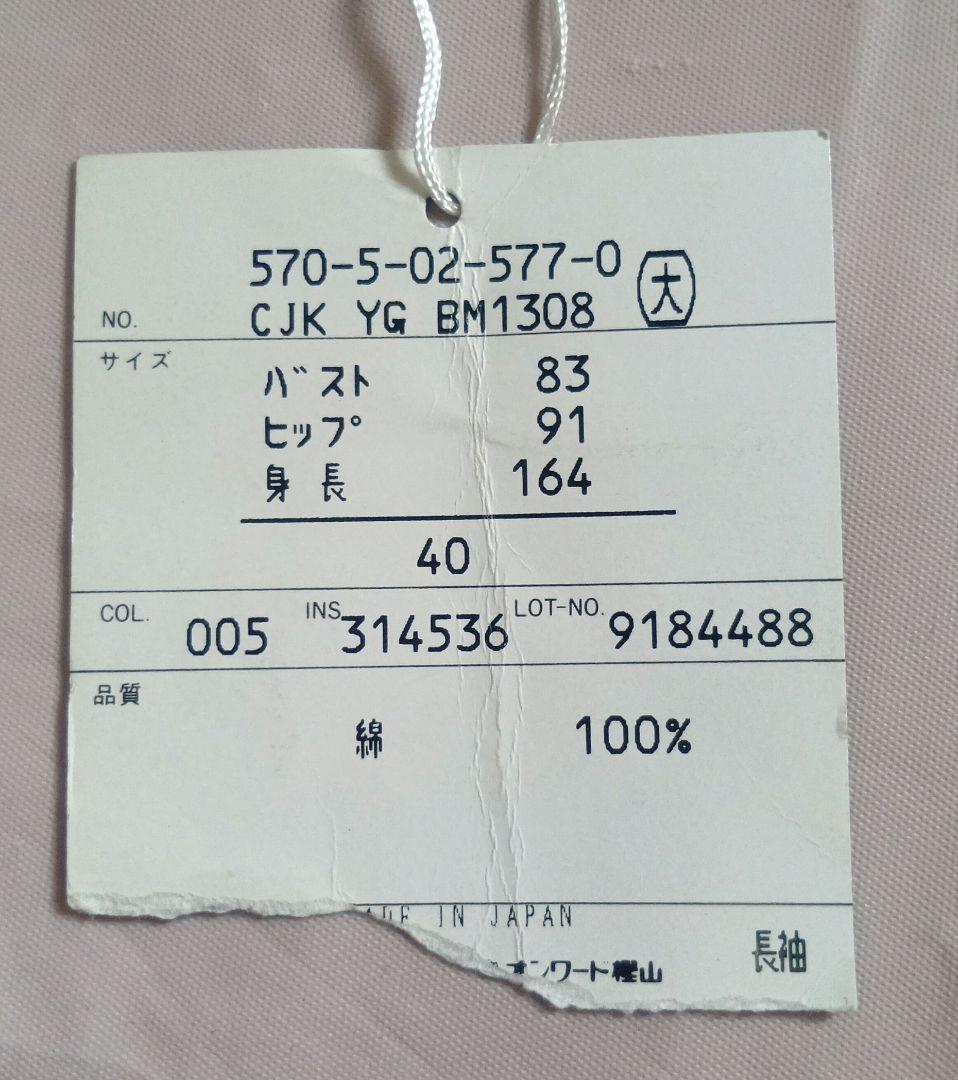 570-5-02-577-0 大
NO. CJK YG BM1308
サイズ
バスト 83
ヒップ 91
身長 164
40
COL. 005 INS 314536 LOT-NO. 9184488
品質
綿 100%
MADE IN JAPAN
オンワード樫山 長袖